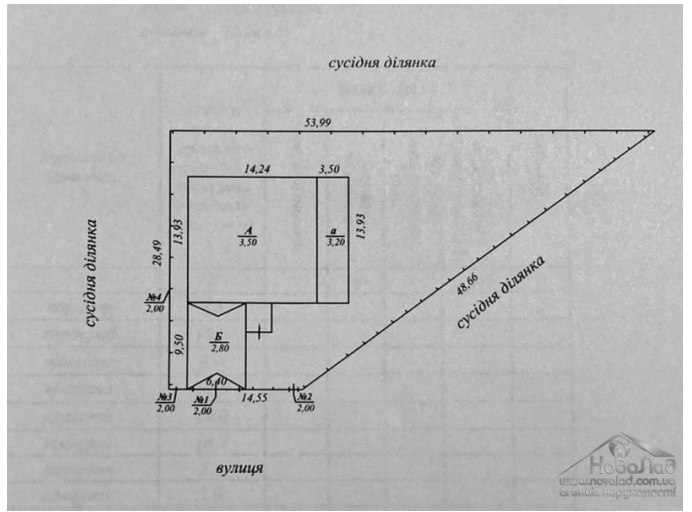 сусідня ділянка
53,99
14,24
3,50
28,49
13,93
А
3,50
а
3,20
13,93
сусідня ділянка
48,66
сусідня ділянка
№4
2,00
9,50
Б
2,80
6,40
№3
2,00
№1
2,00
14,55
№2
2,00
вулиця
НоваЛад
www.novalad.com.ua
агенція нерухомості